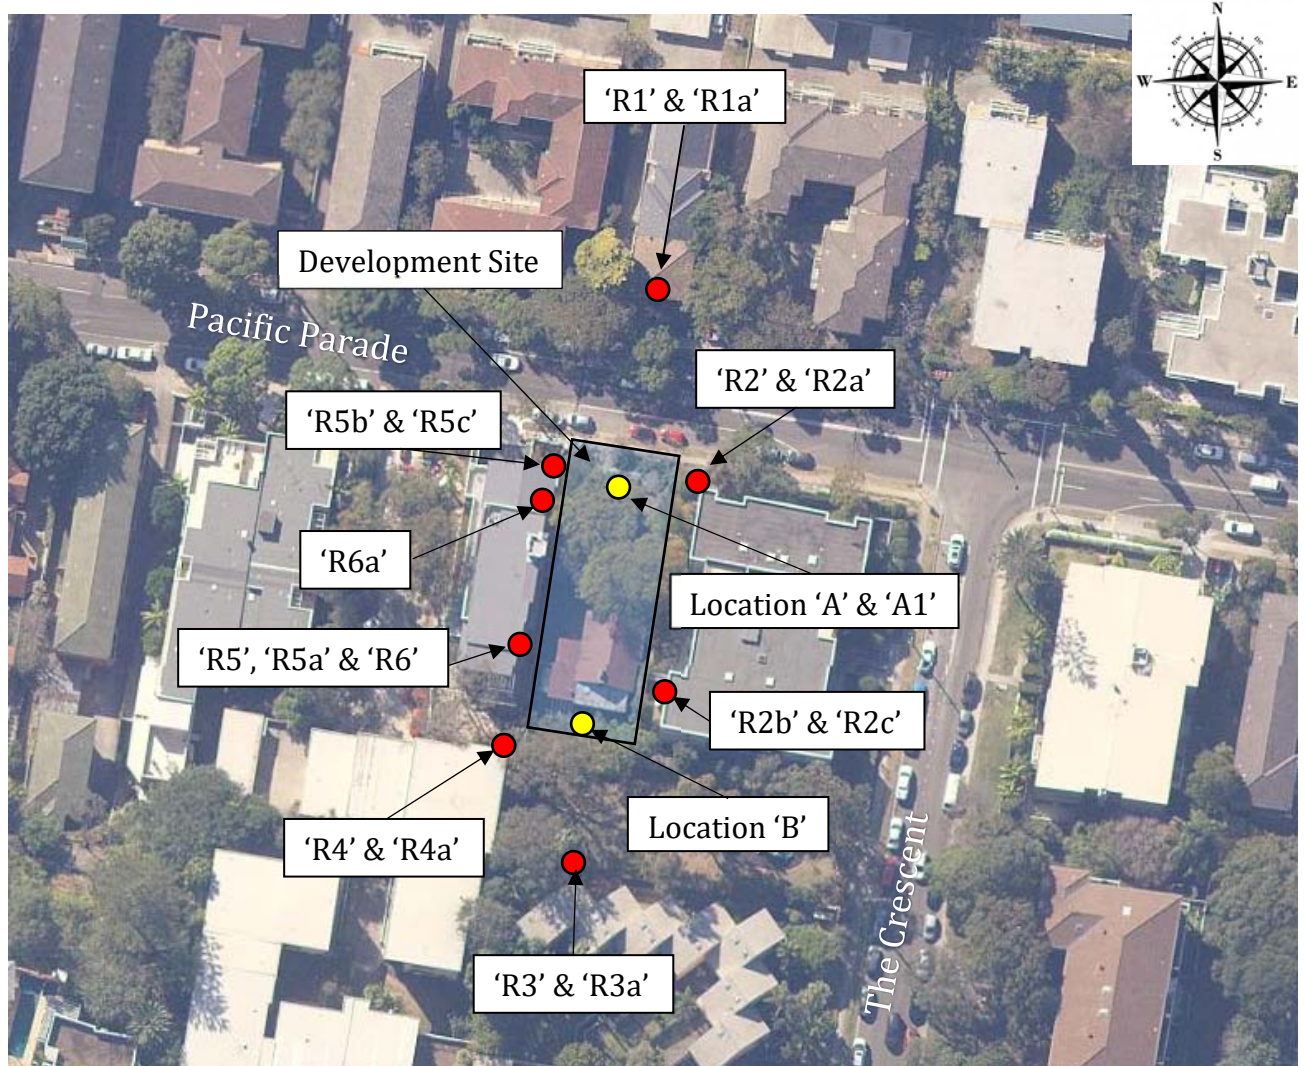 N
W E
S
‘R1’ & ‘R1a’
Development Site
Pacific Parade
‘R2’ & ‘R2a’
‘R5b’ & ‘R5c’
‘R6a’
Location ‘A’ & ‘A1’
‘R5’, ‘R5a’ & ‘R6’
‘R2b’ & ‘R2c’
Location ‘B’
‘R4’ & ‘R4a’
The Crescent
‘R3’ & ‘R3a’